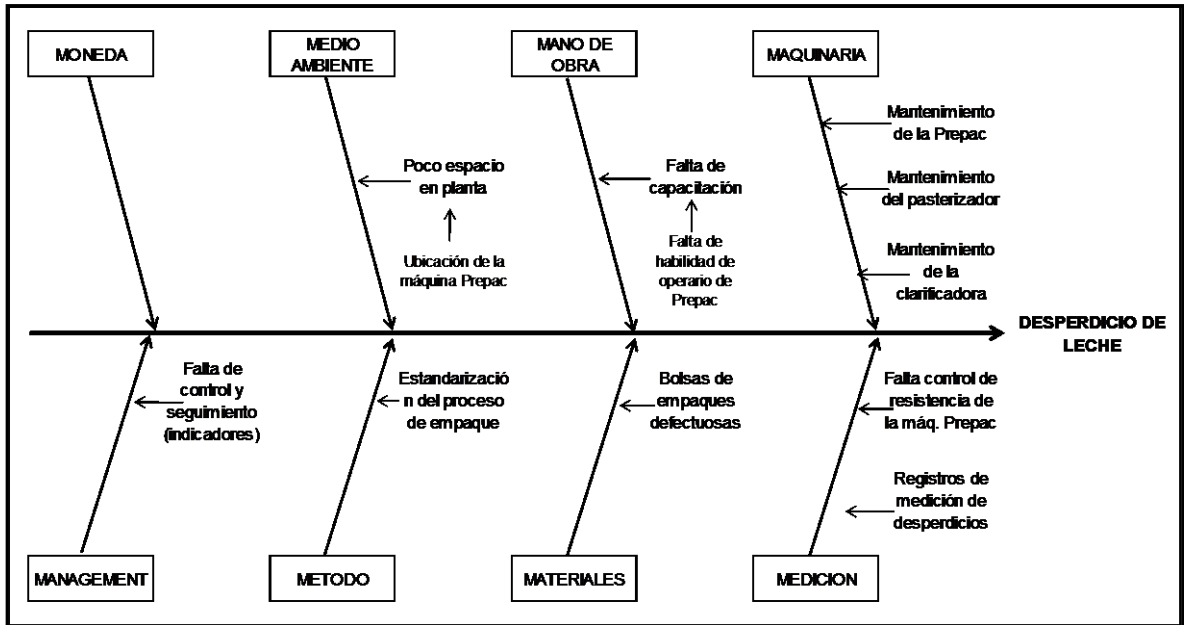 MONEDA
MEDIO
AMBIENTE
MANO DE
OBRA
MAQUINARIA
Mantenimiento
de la Prepac
Poco espacio
en planta
Falta de
capacitación
Mantenimiento
del pasterizador
Ubicación de la
máquina Prepac
Falta de
habilidad de
operario de
Prepac
Mantenimiento
de la
clarificadora
DESPERDICIO DE
LECHE
Falta de
control y
seguimiento
(indicadores)
Estandarizació
n del proceso
de empaque
Bolsas de
empaques
defectuosas
Falta control de
resistencia de
la máq. Prepac
Registros de
medición de
desperdicios
MANAGEMENT
METODO
MATERIALES
MEDICION